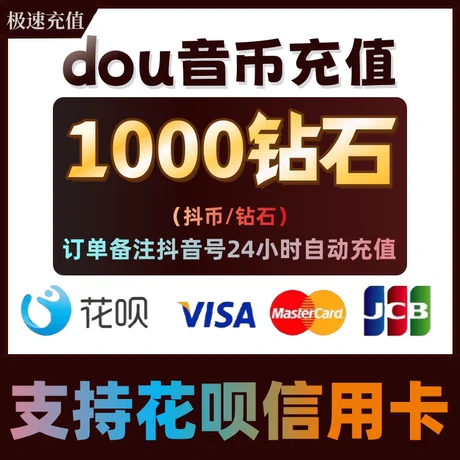 极速充值
dou音币充值
1000钻石
（抖币/钻石）
订单备注抖音号24小时自动充值
花呗 VISA MasterCard JCB
支持花呗信用卡